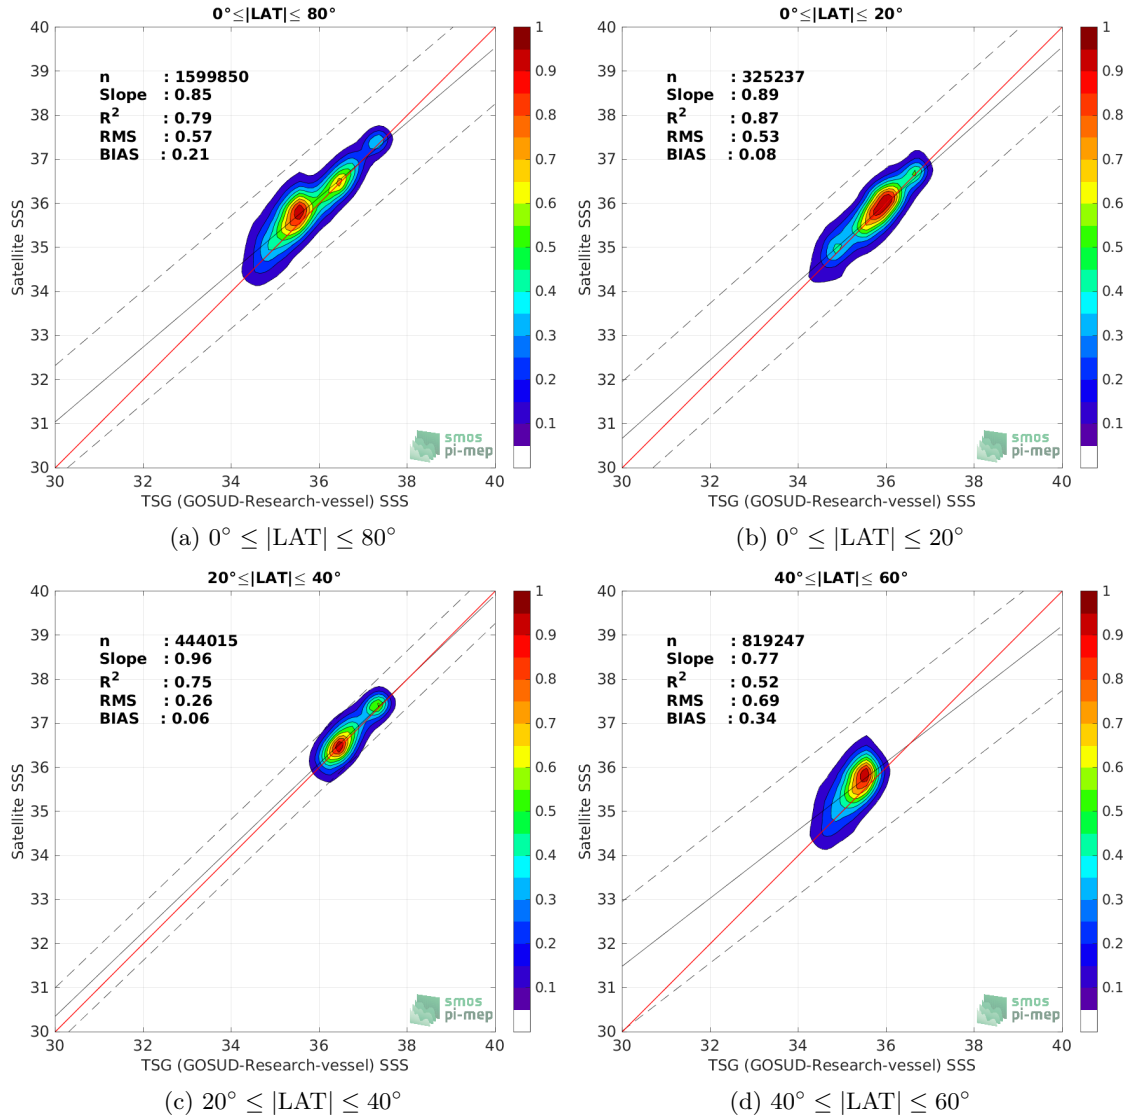 0°≤|LAT|≤ 80°
n : 1599850
Slope : 0.85
R² : 0.79
RMS : 0.57
BIAS : 0.21
40
39
38
37
36
35
34
33
32
31
30
30 32 34 36 38 40
Satellite SSS
TSG (GOSUD-Research-vessel) SSS
1
0.9
0.8
0.7
0.6
0.5
0.4
0.3
0.2
0.1
smos
pi-mep
(a) 0° ≤ |LAT| ≤ 80°
0°≤|LAT|≤ 20°
n : 325237
Slope : 0.89
R² : 0.87
RMS : 0.53
BIAS : 0.08
40
39
38
37
36
35
34
33
32
31
30
30 32 34 36 38 40
Satellite SSS
TSG (GOSUD-Research-vessel) SSS
1
0.9
0.8
0.7
0.6
0.5
0.4
0.3
0.2
0.1
smos
pi-mep
(b) 0° ≤ |LAT| ≤ 20°
20°≤|LAT|≤ 40°
n : 444015
Slope : 0.96
R² : 0.75
RMS : 0.26
BIAS : 0.06
40
39
38
37
36
35
34
33
32
31
30
30 32 34 36 38 40
Satellite SSS
TSG (GOSUD-Research-vessel) SSS
1
0.9
0.8
0.7
0.6
0.5
0.4
0.3
0.2
0.1
smos
pi-mep
(c) 20° ≤ |LAT| ≤ 40°
40°≤|LAT|≤ 60°
n : 819247
Slope : 0.77
R² : 0.52
RMS : 0.69
BIAS : 0.34
40
39
38
37
36
35
34
33
32
31
30
30 32 34 36 38 40
Satellite SSS
TSG (GOSUD-Research-vessel) SSS
1
0.9
0.8
0.7
0.6
0.5
0.4
0.3
0.2
0.1
smos
pi-mep
(d) 40° ≤ |LAT| ≤ 60°